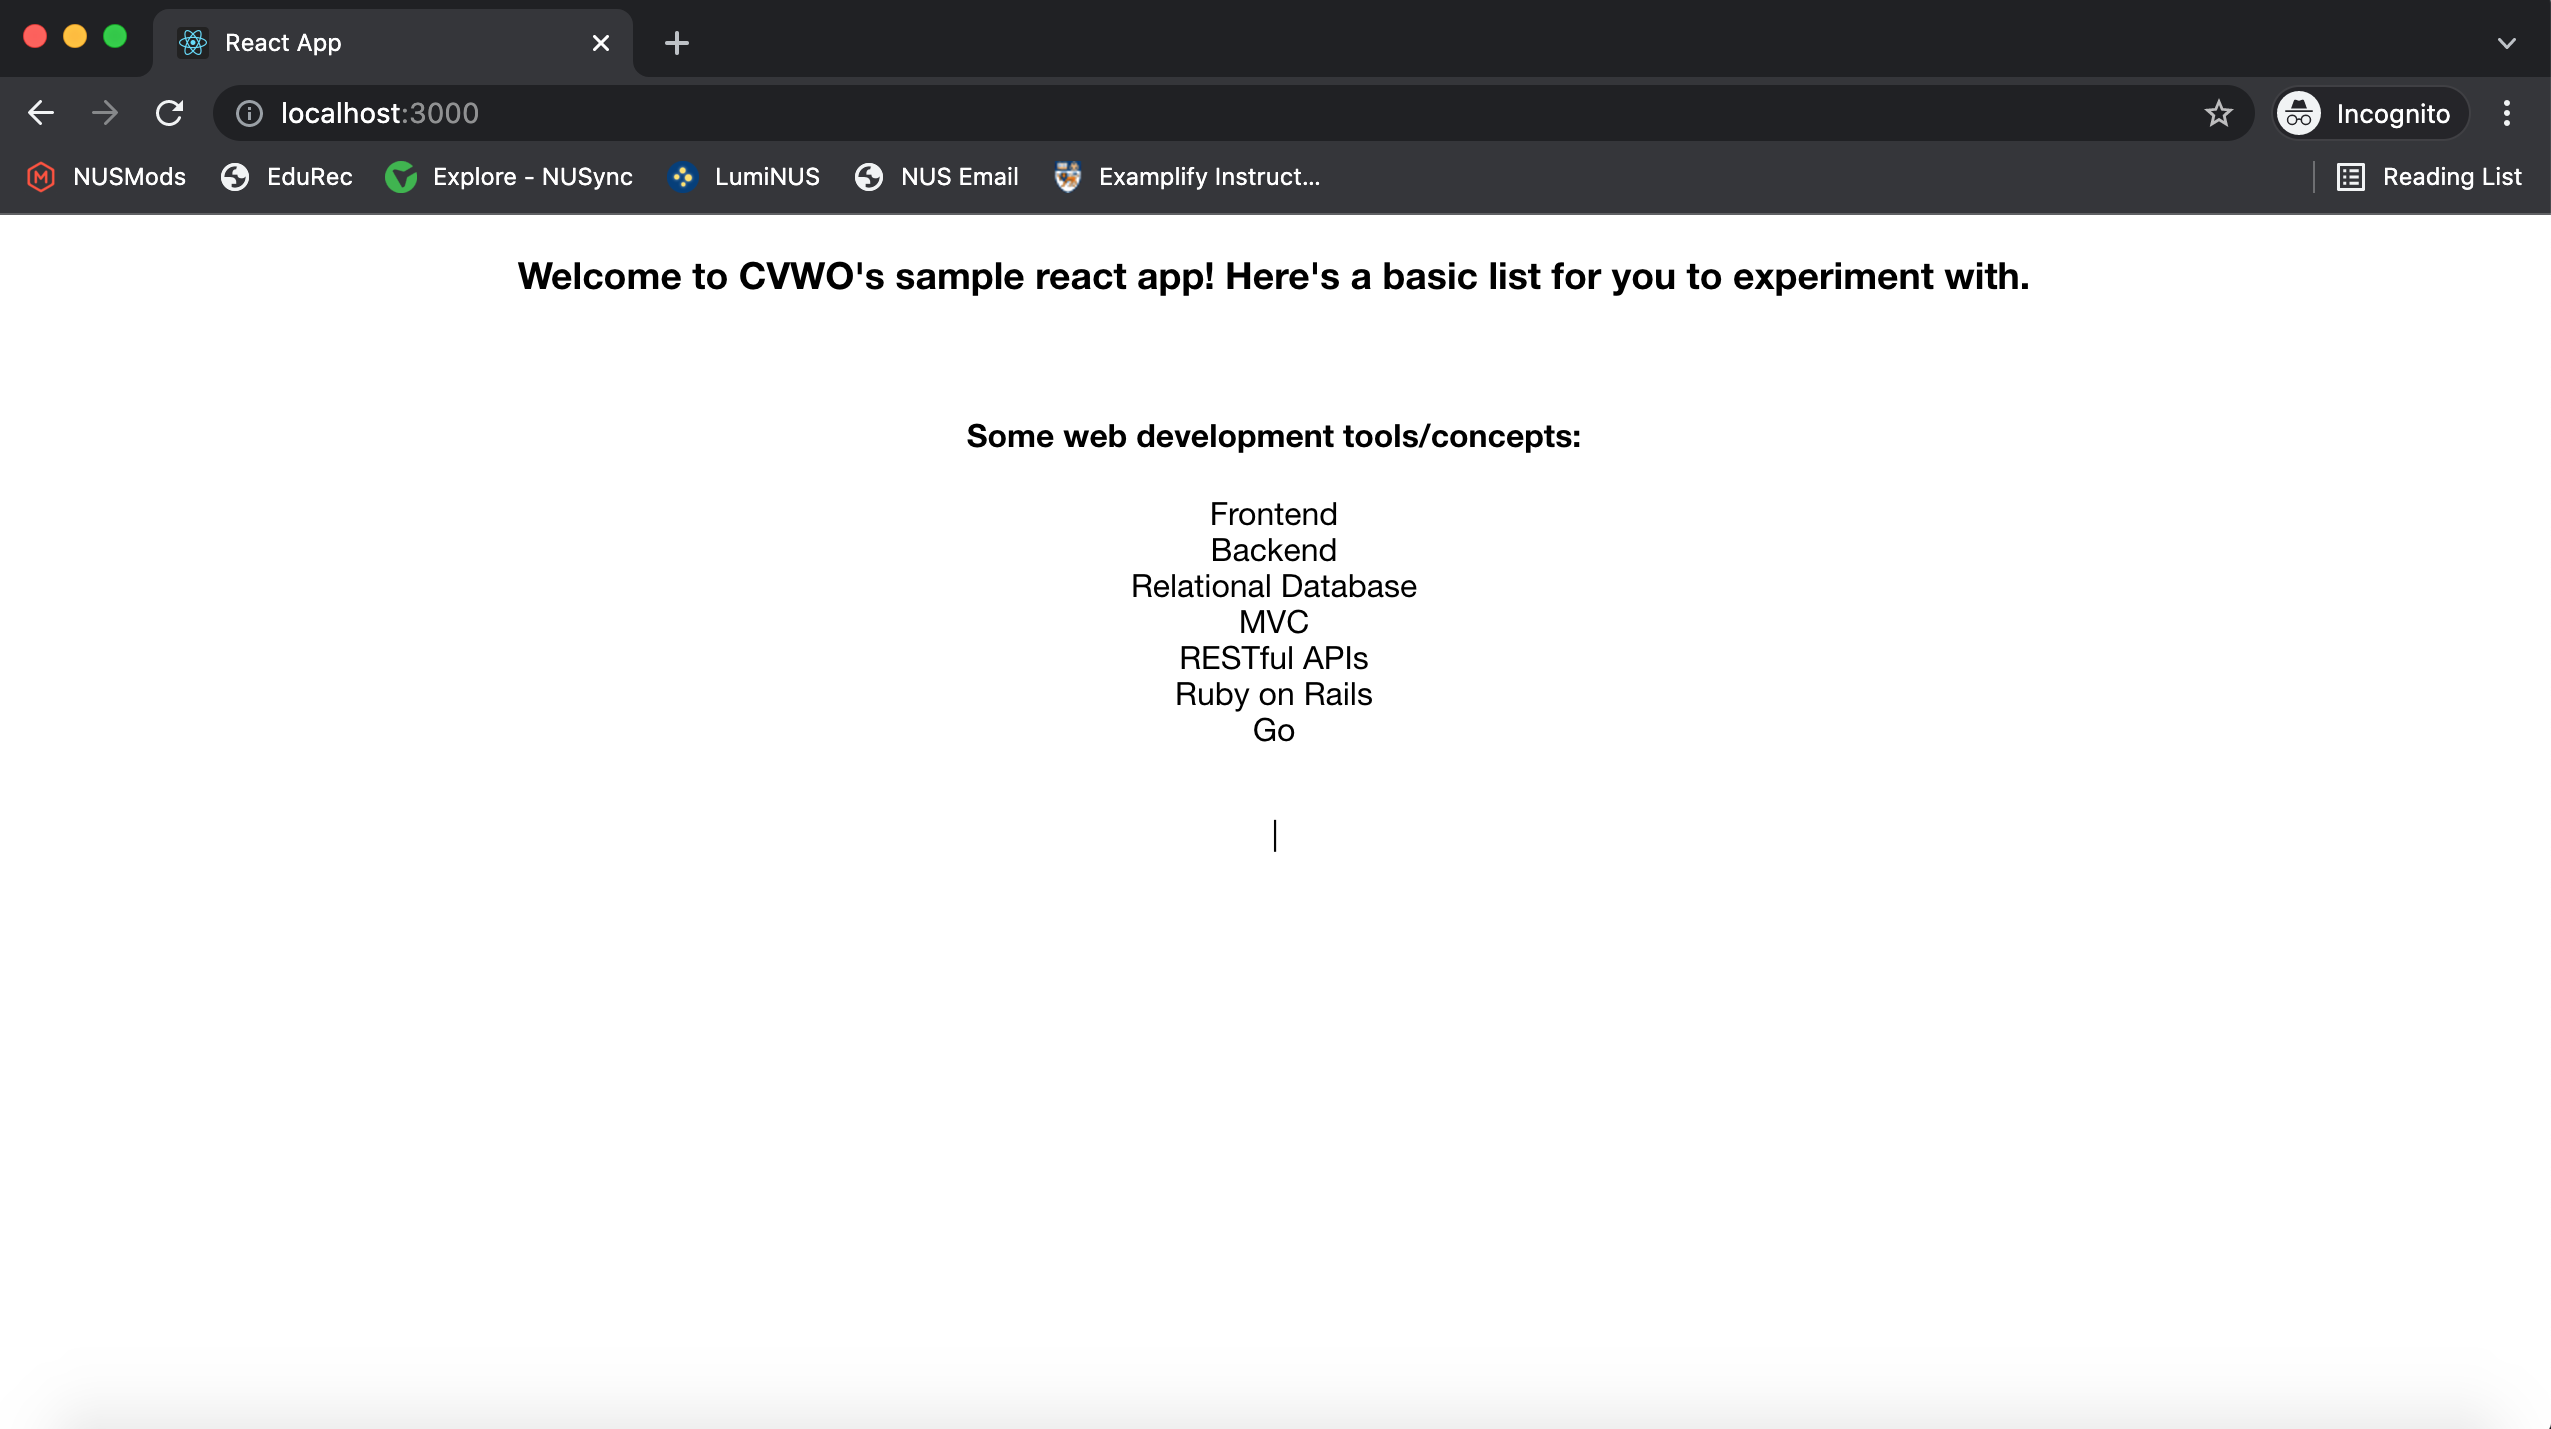 React App
localhost:3000
Incognito
NUSMods EduRec Explore - NUSync LumiNUS NUS Email Examplify Instruct... Reading List
Welcome to CVWO's sample react app! Here's a basic list for you to experiment with.
Some web development tools/concepts:
Frontend
Backend
Relational Database
MVC
RESTful APIs
Ruby on Rails
Go